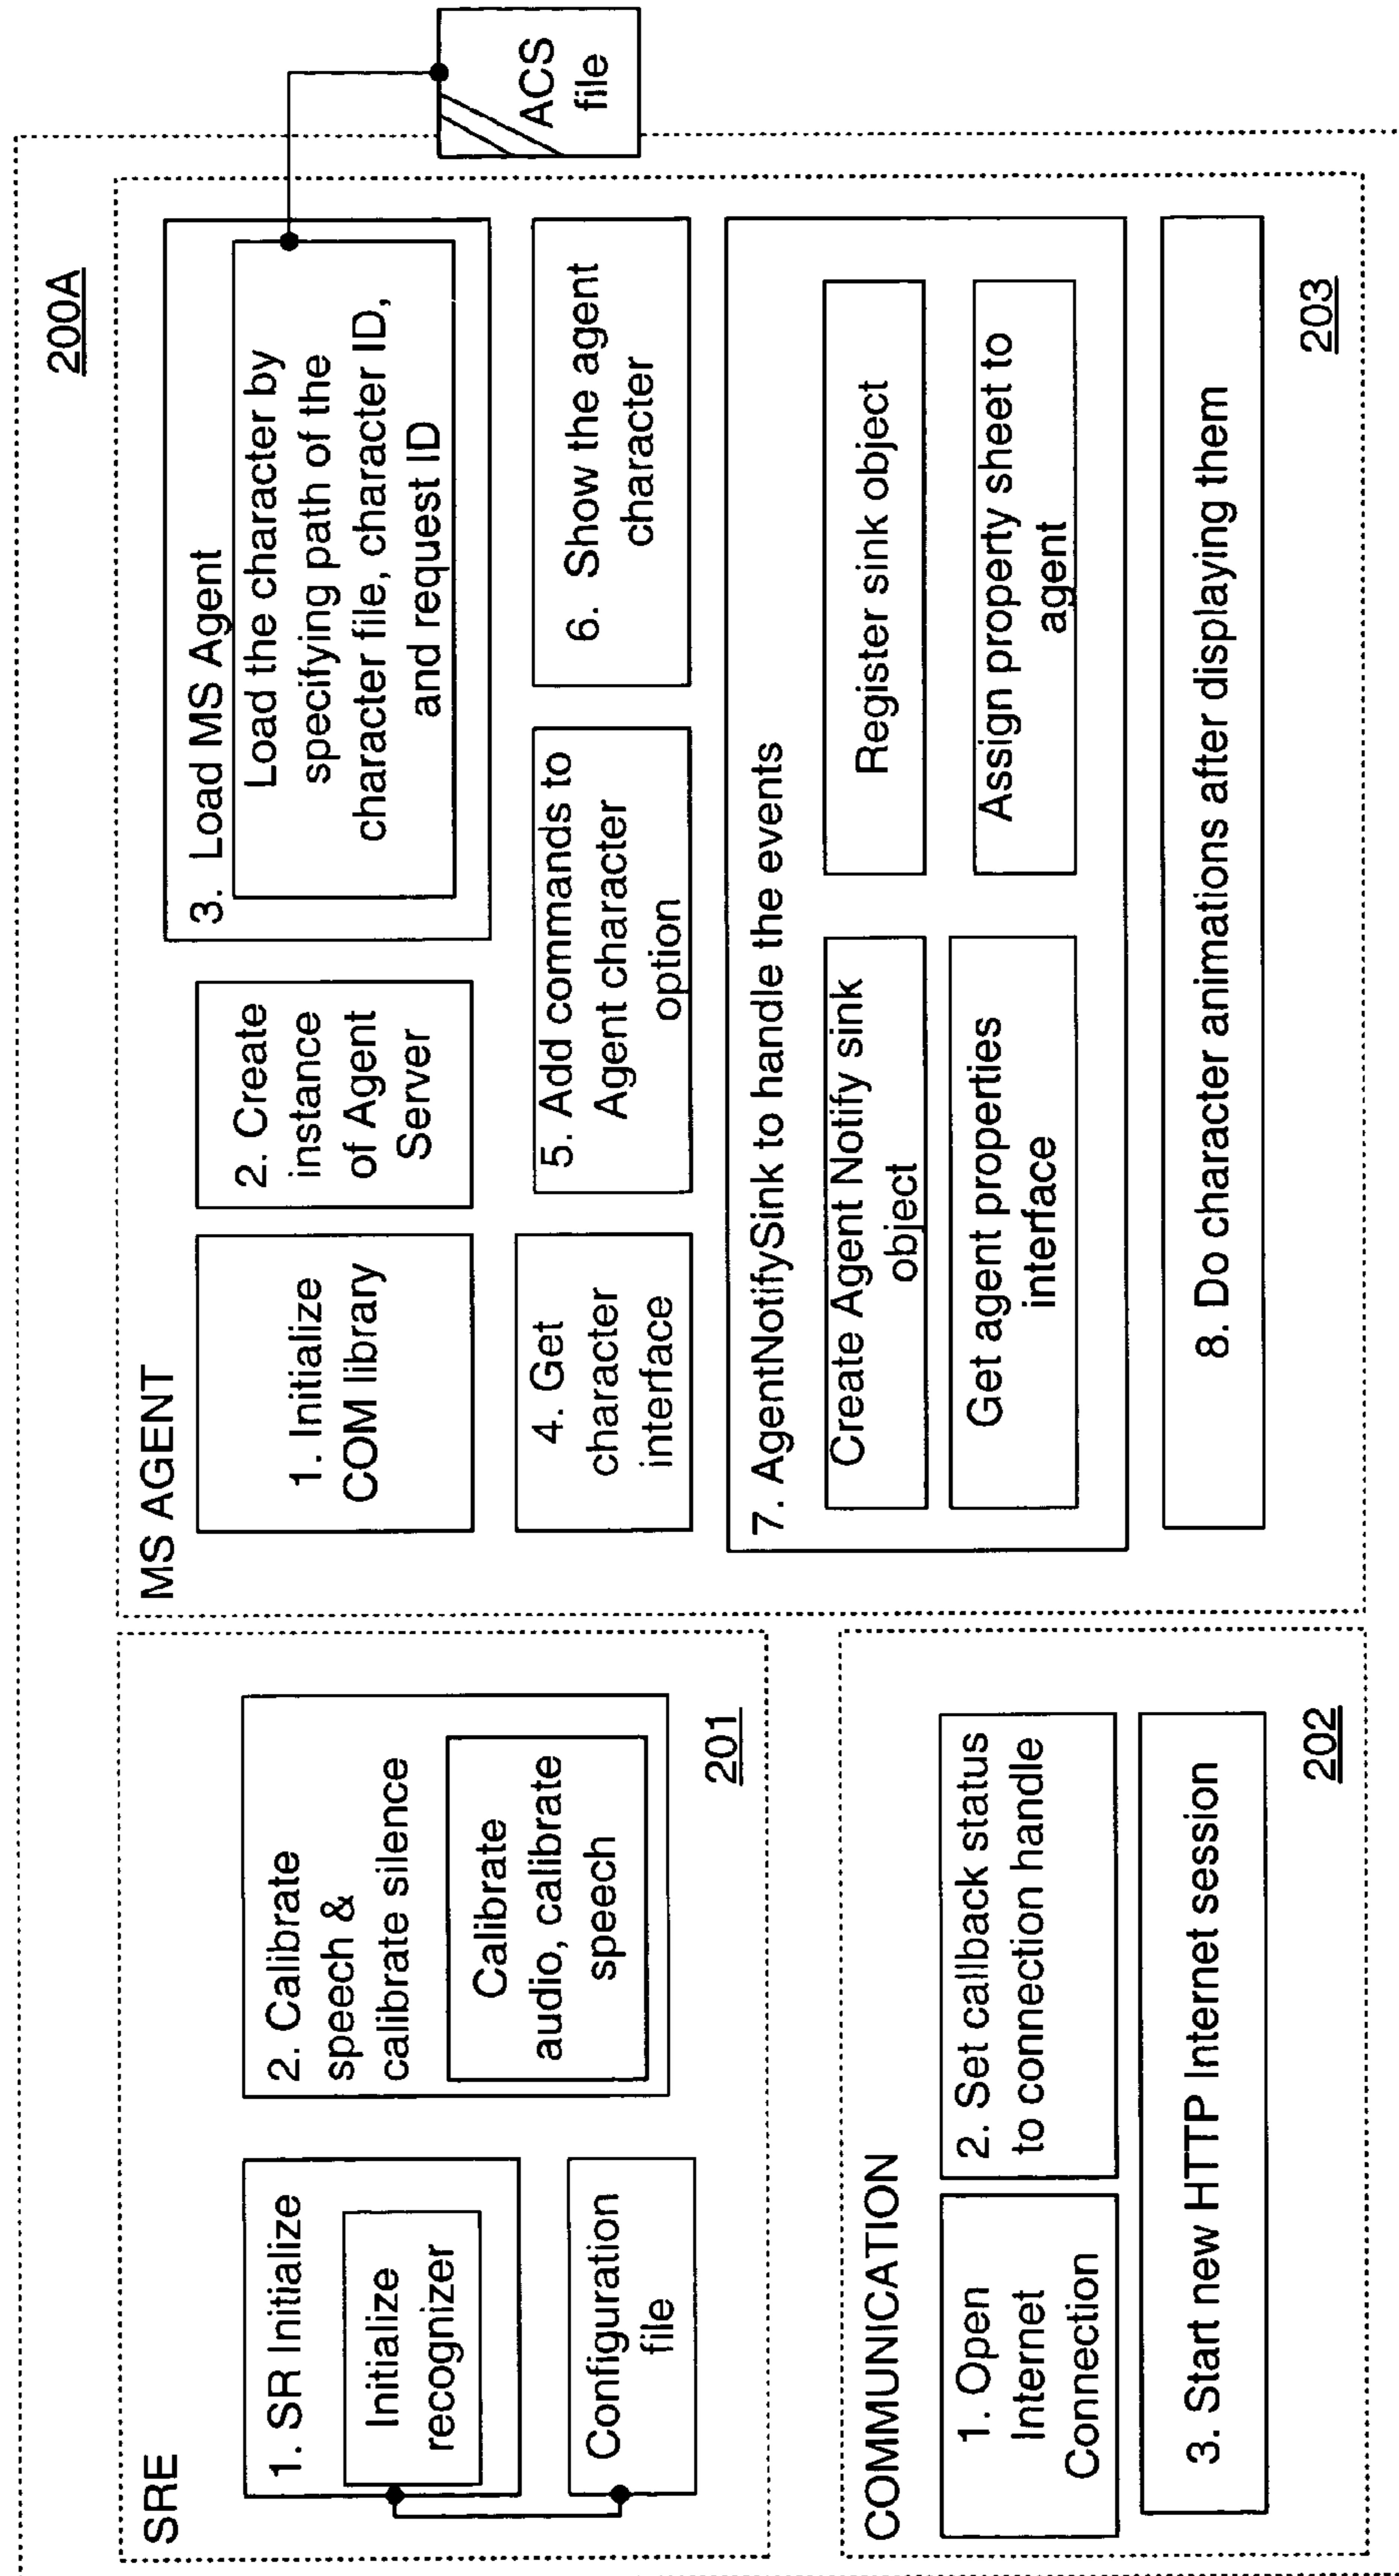 200A
SRE
1. SR Initialize
Initialize
recognizer
Configuration
file
2. Calibrate
speech &
calibrate silence
Calibrate
audio, calibrate
speech
201
COMMUNICATION
1. Open
Internet
Connection
2. Set callback status
to connection handle
3. Start new HTTP Internet session
202
MS AGENT
1. Initialize
COM library
2. Create
instance
of Agent
Server
3. Load MS Agent
Load the character by
specifying path of the
character file, character ID,
and request ID
ACS
file
4. Get
character
interface
5. Add commands to
Agent character
option
6. Show the agent
character
7. AgentNotifySink to handle the events
Create Agent Notify sink
object
Register sink object
Get agent properties
interface
Assign property sheet to
agent
8. Do character animations after displaying them
203